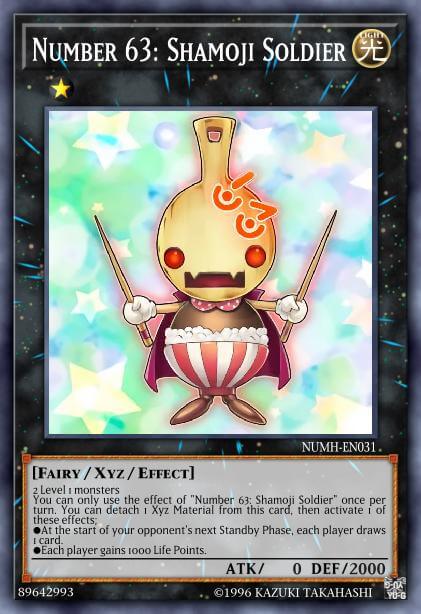 NUMBER 63: SHAMOJI SOLDIER
LIGHT
光
63
NUMH-EN031
[FAIRY / XYZ / EFFECT]
2 Level 1 monsters
You can only use the effect of "Number 63: Shamoji Soldier" once per
turn. You can detach 1 Xyz Material from this card, then activate 1 of
these effects;
●At the start of your opponent's next Standby Phase, each player draws
1 card.
●Each player gains 1000 Life Points.
ATK/ 0 DEF/2000
89642993
©1996 KAZUKI TAKAHASHI